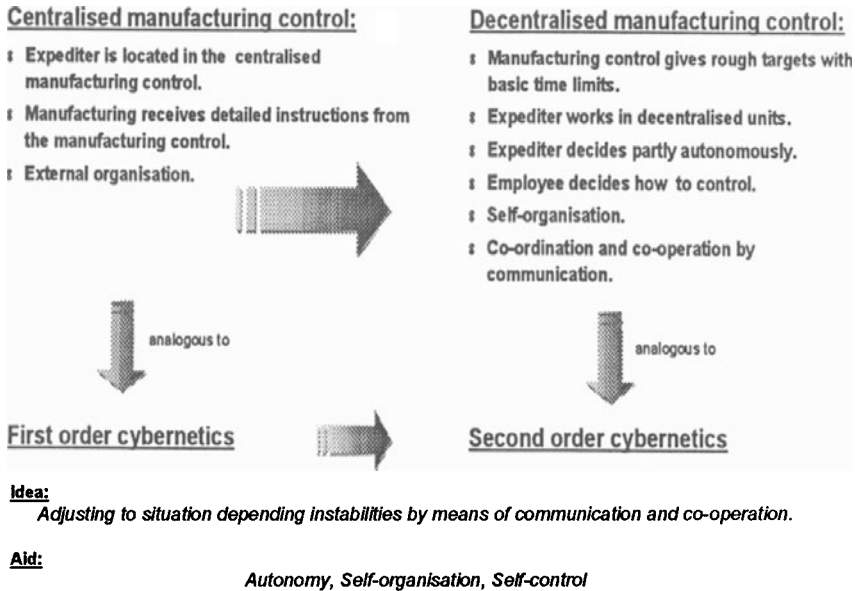 Centralised manufacturing control:
Expediter is located in the centralised
manufacturing control.
Manufacturing receives detailed instructions from
the manufacturing control.
External organisation.
analogous to
First order cybernetics
Decentralised manufacturing control:
Manufacturing control gives rough targets with
basic time limits.
Expediter works in decentralised units.
Expediter decides partly autonomously.
Employee decides how to control.
Self-organisation.
Co-ordination and co-operation by
communication.
analogous to
Second order cybernetics
Idea:
Adjusting to situation depending instabilities by means of communication and co-operation.
Aid:
Autonomy, Self-organisation, Self-control